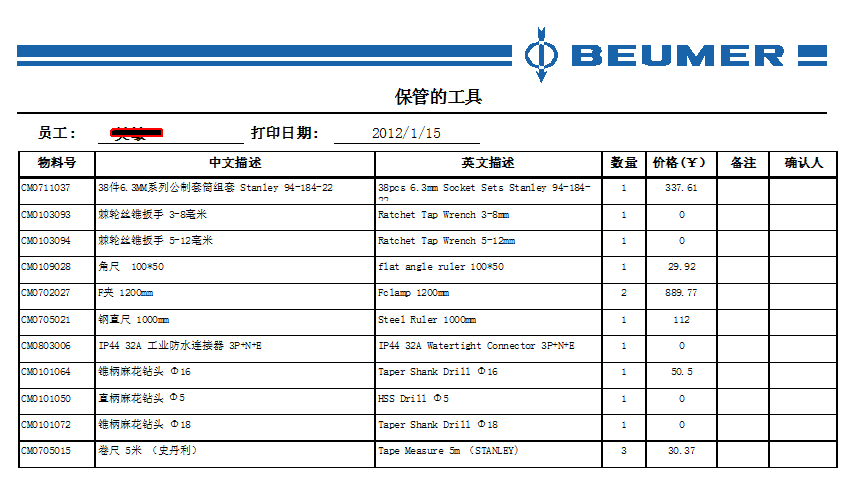 BEUMER
保管的工具
员工： 打印日期： 2012/1/15
物料号 中文描述 英文描述 数量 价格(￥) 备注 确认人
CM0711037 38件6.3MM系列公制套筒组套 Stanley 94-184-22 38pcs 6.3mm Socket Sets Stanley 94-184- 1 337.61
CM0103093 棘轮丝锥扳手 3-8毫米 Ratchet Tap Wrench 3-8mm 1 0
CM0103094 棘轮丝锥扳手 5-12毫米 Ratchet Tap Wrench 5-12mm 1 0
CM0109028 角尺 100*50 flat angle ruler 100*50 1 29.92
CM0702027 F夹 1200mm Fclamp 1200mm 2 889.77
CM0705021 钢直尺 1000mm Steel Ruler 1000mm 1 112
CM0803006 IP44 32A 工业防水连接器 3P+N+E IP44 32A Watertight Connector 3P+N+E 1 0
CM0101064 锥柄麻花钻头 Φ16 Taper Shank Drill Φ16 1 50.5
CM0101050 直柄麻花钻头 Φ5 HSS Drill Φ5 1 0
CM0101072 锥柄麻花钻头 Φ18 Taper Shank Drill Φ18 1 0
CM0705015 卷尺 5米 （史丹利） Tape Measure 5m （STANLEY) 3 30.37